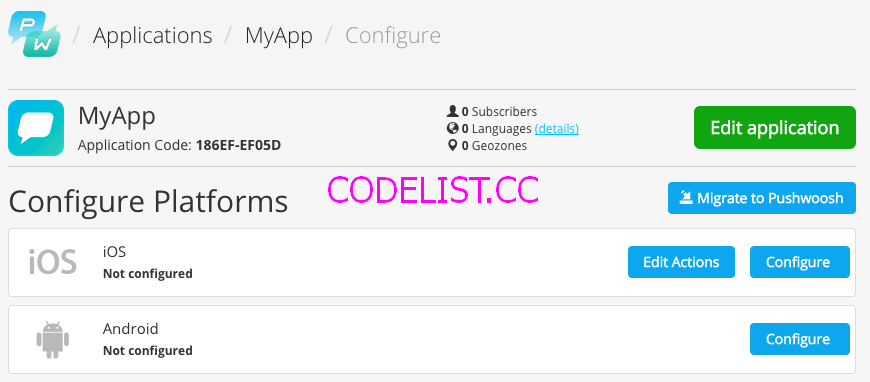 P W / Applications / MyApp / Configure
MyApp
Application Code: 186EF-EF05D
0 Subscribers
0 Languages (details)
0 Geozones
Edit application
CODELIST.CC
Configure Platforms
Migrate to Pushwoosh
iOS
iOS
Not configured
Edit Actions
Configure
Android
Not configured
Configure